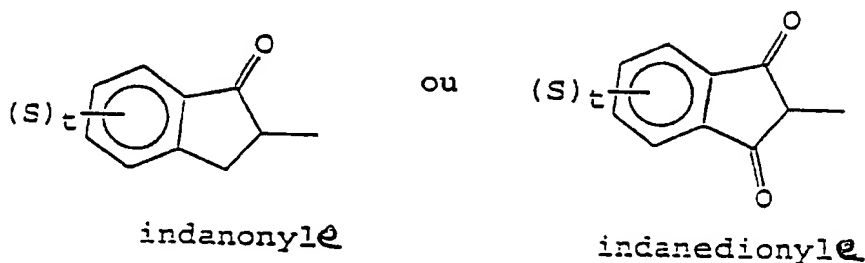 O
O
(S)t
ou
(S)t
O
indanonyle
indanedionyle